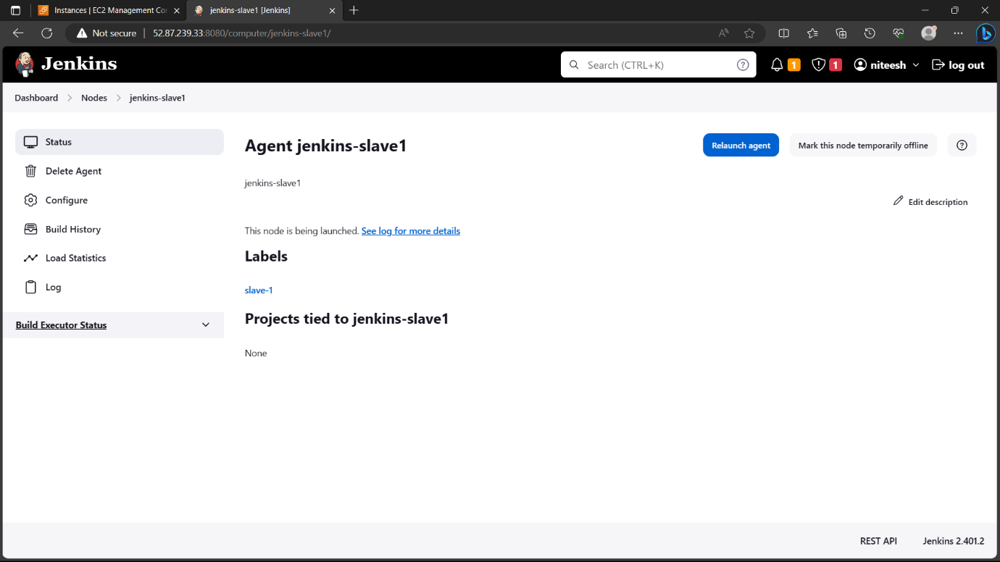 Instances | EC2 Management Cor
jenkins-slave1 [Jenkins]
Not secure | 52.87.239.33:8080/computer/jenkins-slave1/
Jenkins
Search (CTRL+K)
1
1
niteesh
log out
Dashboard
Nodes
jenkins-slave1
Status
Delete Agent
Configure
Build History
Load Statistics
Log
Build Executor Status
Agent jenkins-slave1
Relaunch agent
Mark this node temporarily offline
jenkins-slave1
Edit description
This node is being launched. See log for more details
Labels
slave-1
Projects tied to jenkins-slave1
None
REST API
Jenkins 2.401.2